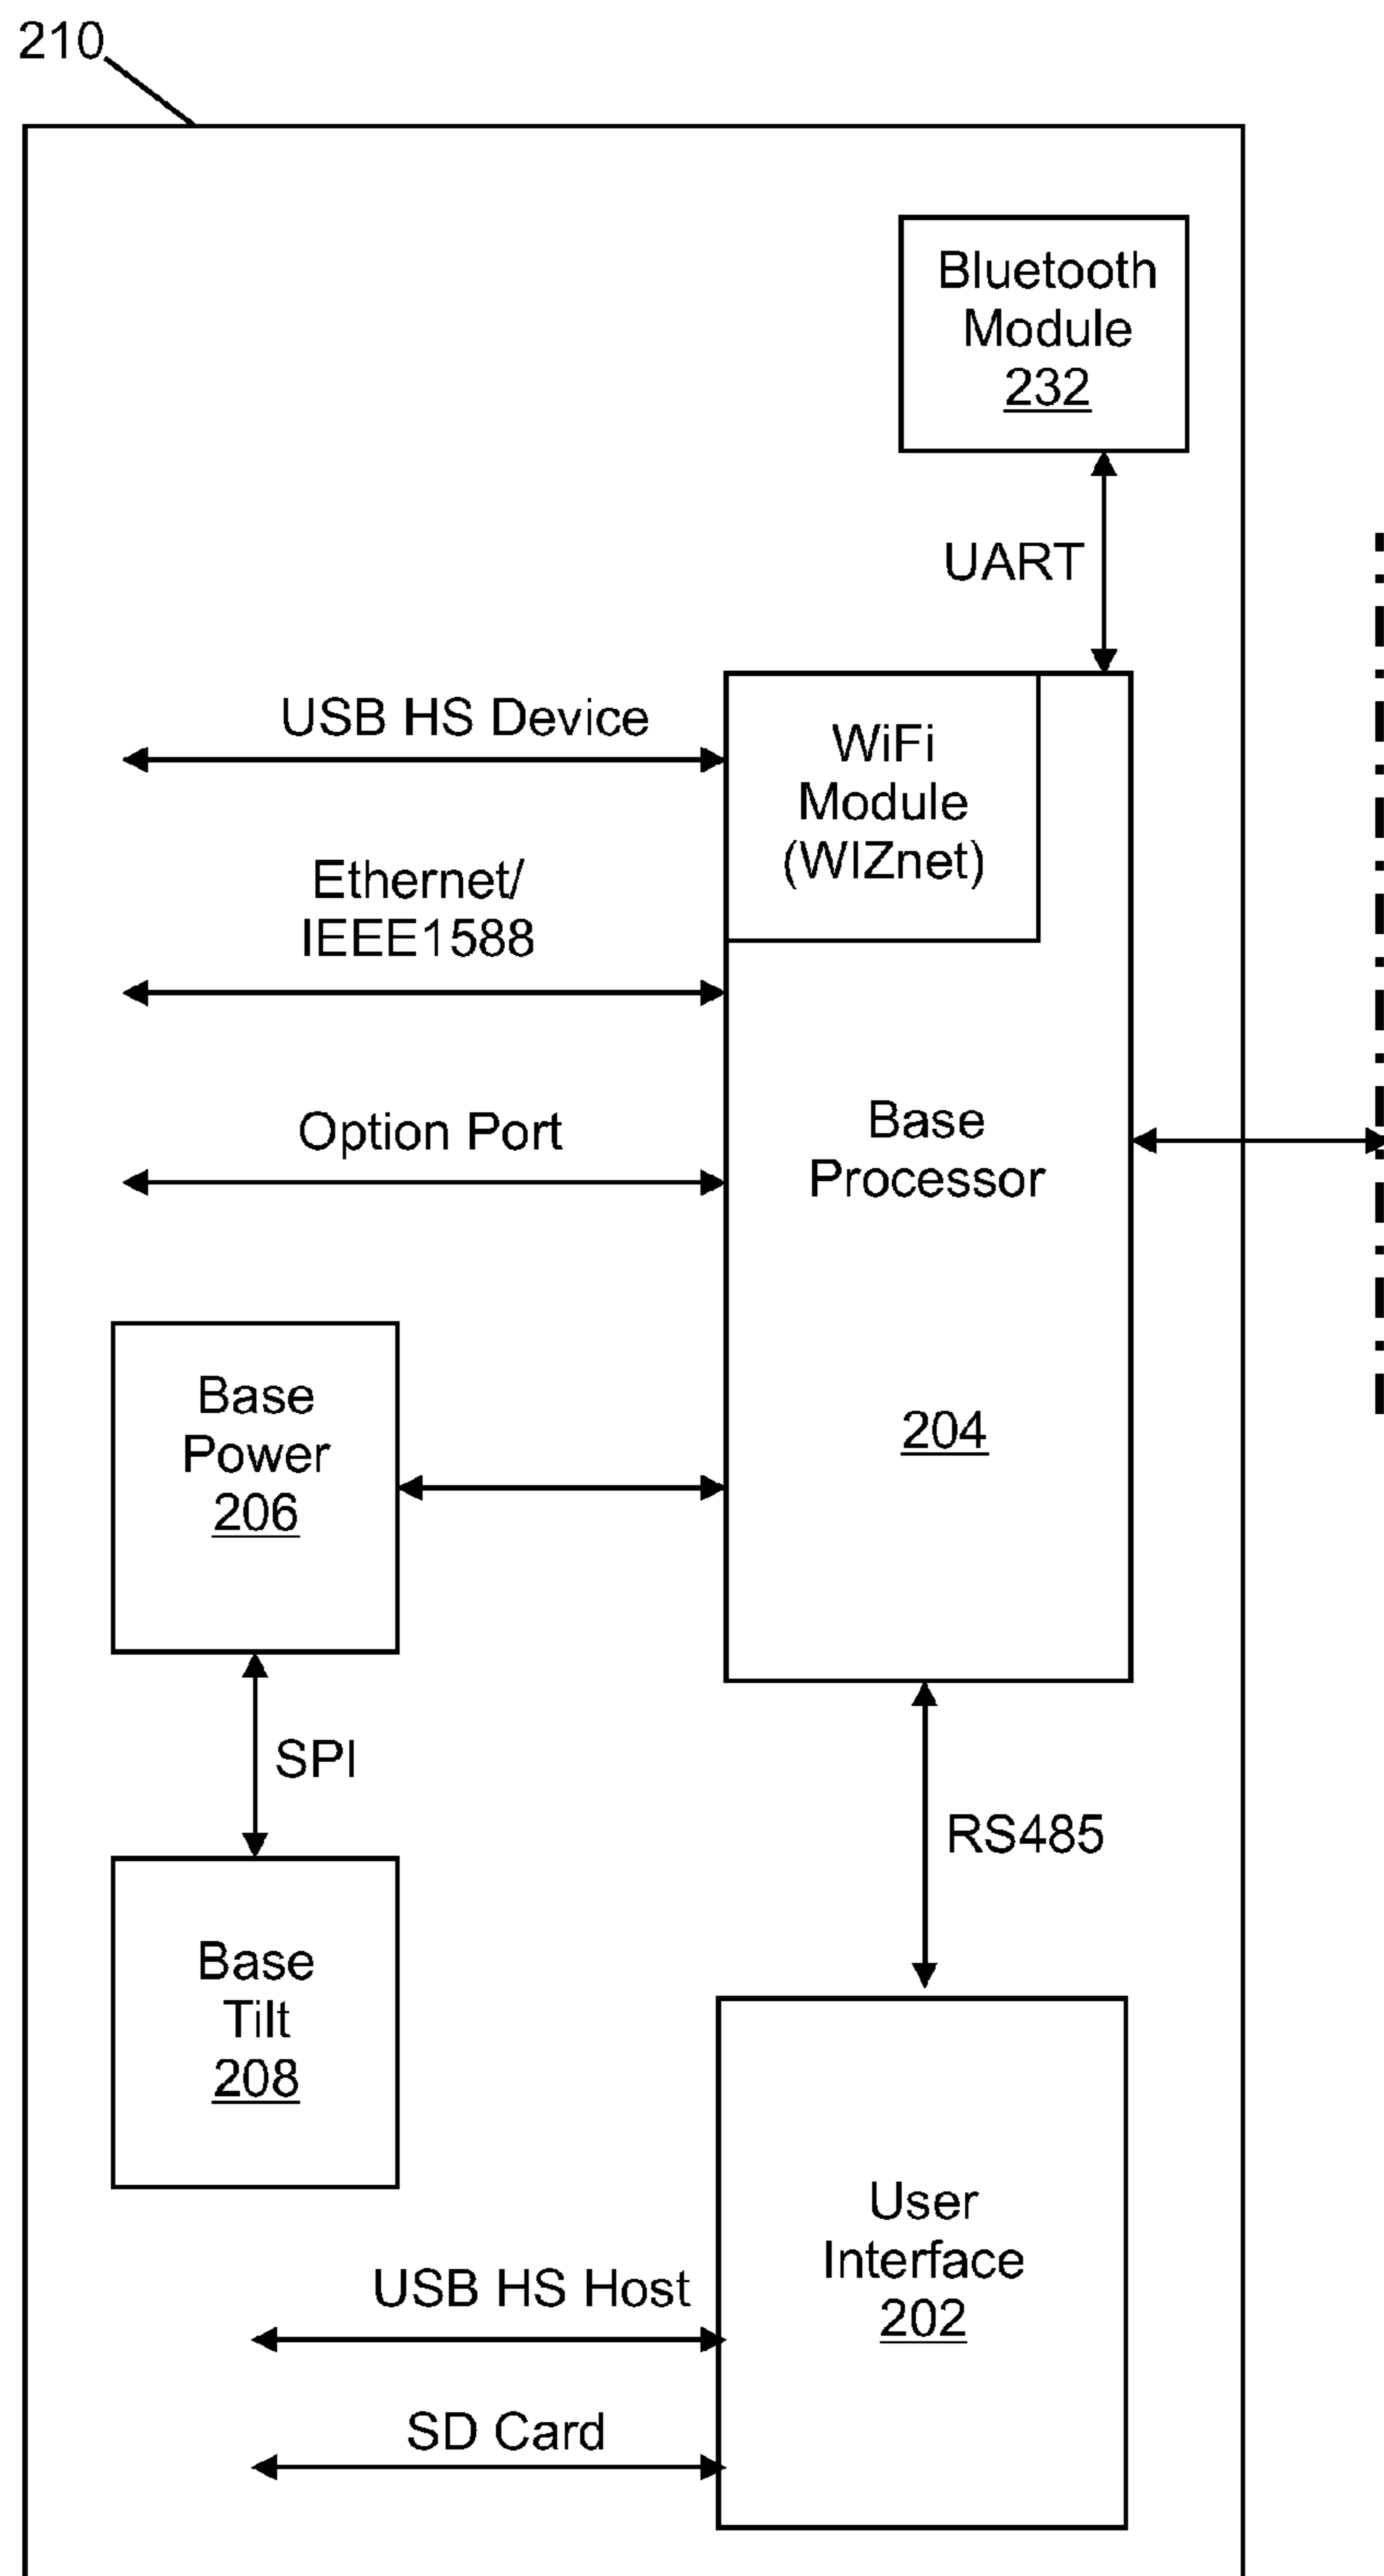 210
Bluetooth
Module
232
UART
USB HS Device
WiFi
Module
(WIZnet)
Ethernet/
IEEE1588
Option Port
Base
Processor
204
Base
Power
206
SPI
RS485
Base
Tilt
208
User
Interface
202
USB HS Host
SD Card